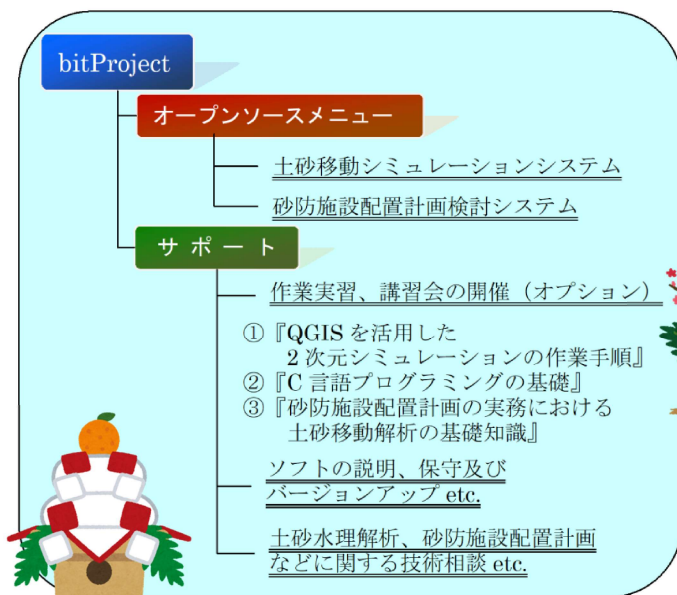 bitProject
オープンソースメニュー
土砂移動シミュレーションシステム
砂防施設配置計画検討システム
サポート
作業実習、講習会の開催（オプション）
①『QGIS を活用した
2 次元シミュレーションの作業手順』
②『C 言語プログラミングの基礎』
③『砂防施設配置計画の実務における
土砂移動解析の基礎知識』
ソフトの説明、保守及び
バージョンアップ etc.
土砂水理解析、砂防施設配置計画
などに関する技術相談 etc.